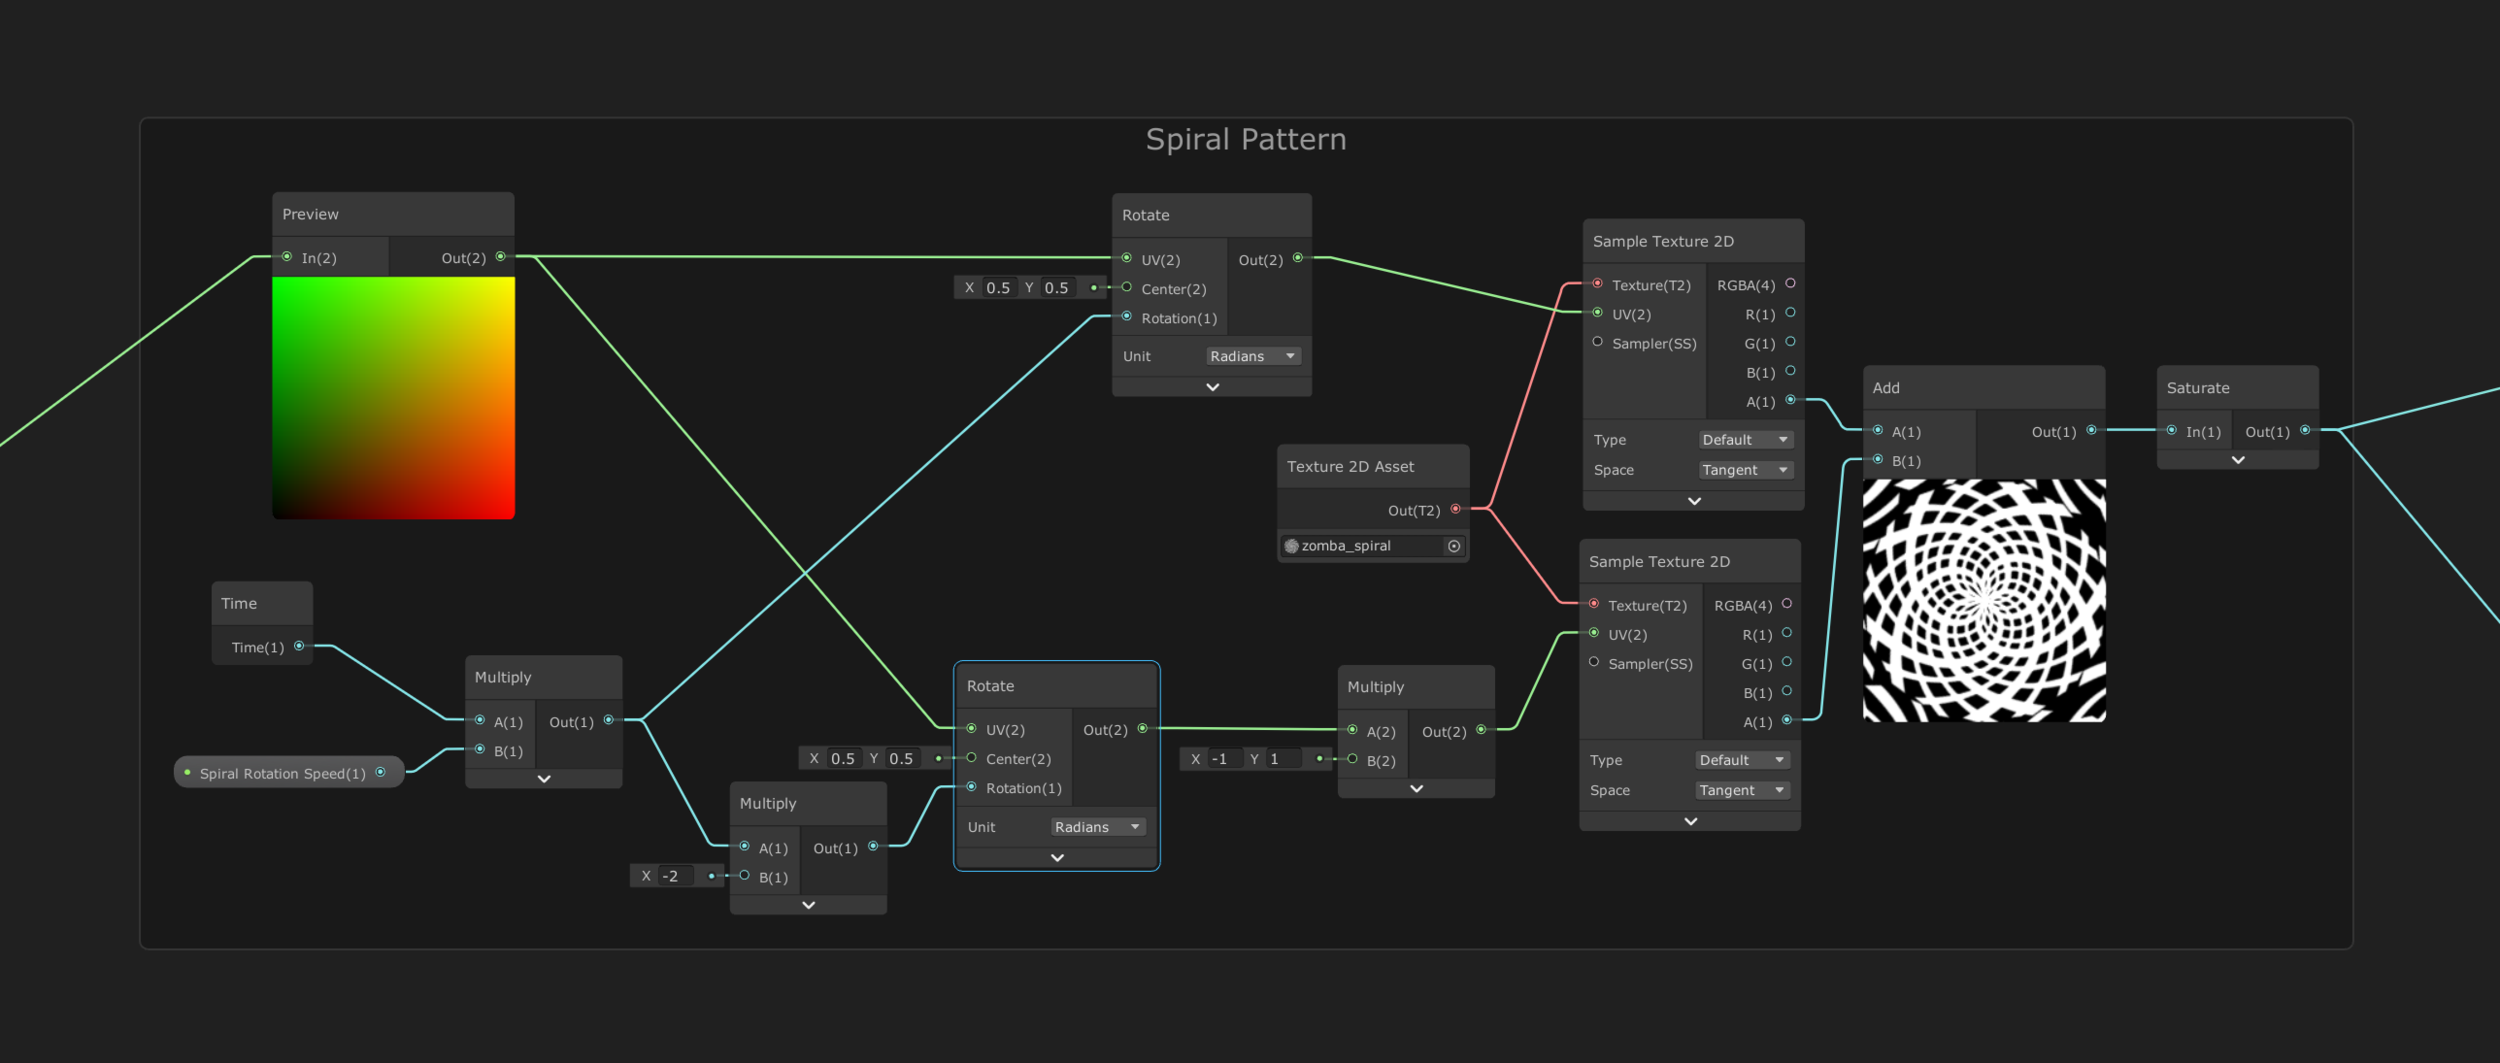 Spiral Pattern
Preview
In(2) Out(2)
Rotate
UV(2) Out(2)
X 0.5 Y 0.5 Center(2)
Rotation(1)
Unit Radians
Sample Texture 2D
Texture(T2) RGBA(4)
UV(2) R(1)
Sampler(SS) G(1)
B(1)
A(1)
Type Default
Space Tangent
Add
A(1) Out(1)
B(1)
Saturate
In(1) Out(1)
Texture 2D Asset
Out(T2)
zomba_spiral
Sample Texture 2D
Texture(T2) RGBA(4)
UV(2) R(1)
Sampler(SS) G(1)
B(1)
A(1)
Type Default
Space Tangent
Time
Time(1)
Spiral Rotation Speed(1)
Multiply
A(1) Out(1)
B(1)
Multiply
A(1) Out(1)
X -2 B(1)
Rotate
UV(2) Out(2)
X 0.5 Y 0.5 Center(2)
Rotation(1)
Unit Radians
Multiply
A(2) Out(2)
X -1 Y 1 B(2)